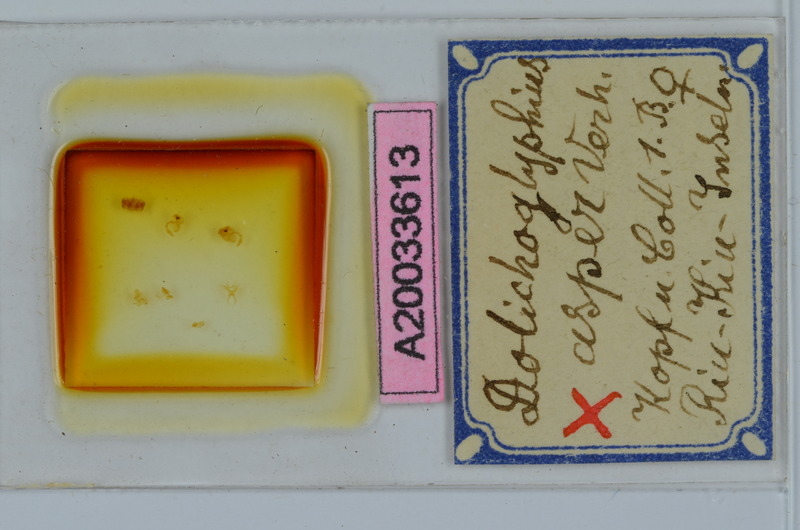 A20033613
Dolichoglyphius
X asper Verh.
Kopf u. Coll. 1. B. ♀
Riu-Kiu-Inseln.